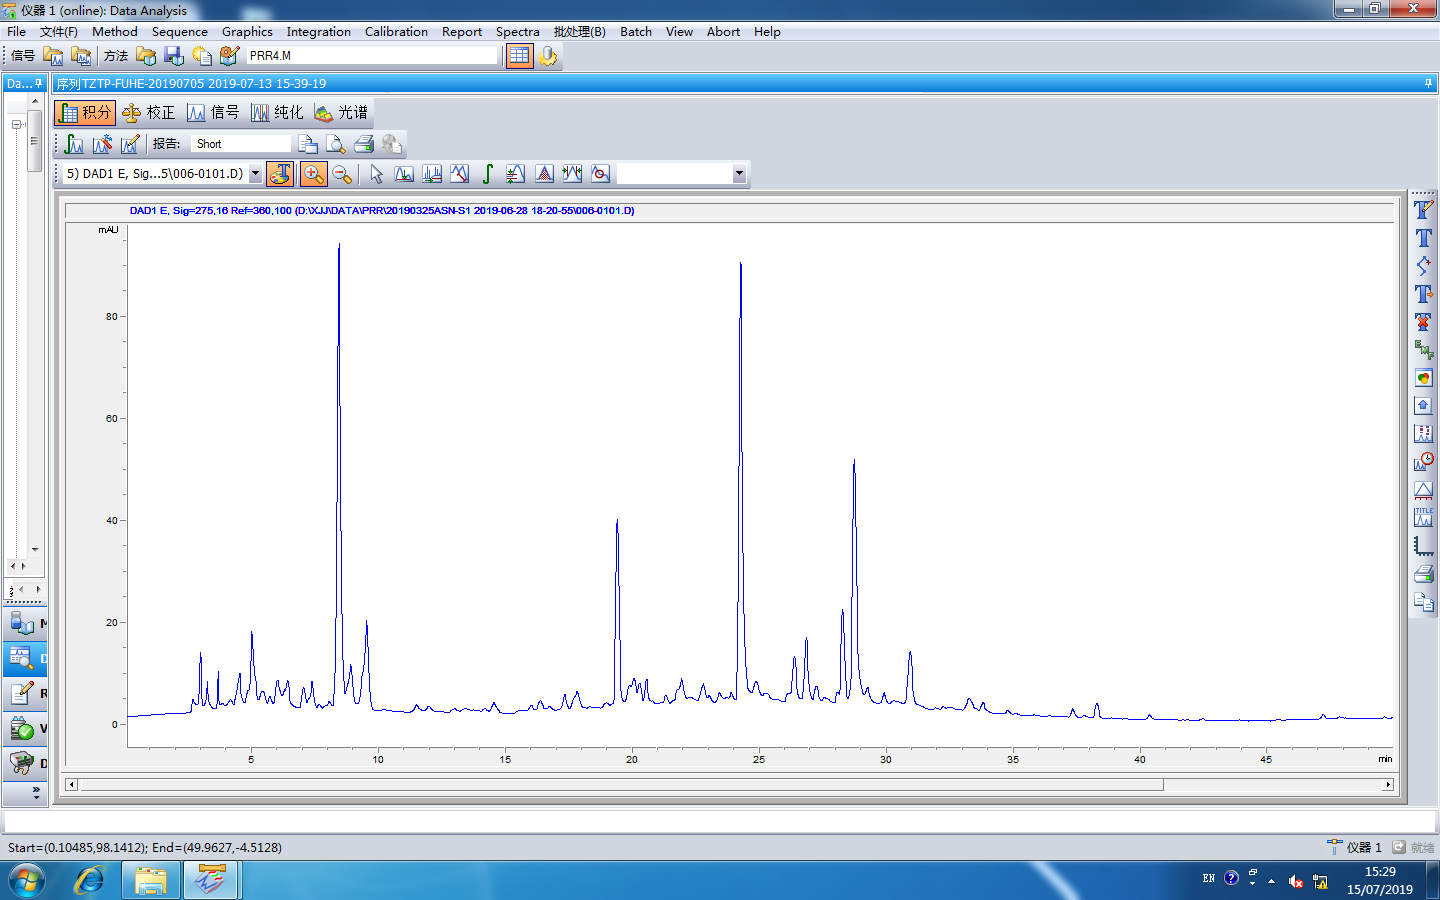 仪器 1 (online): Data Analysis
File 文件(F) Method Sequence Graphics Integration Calibration Report Spectra 批处理(B) Batch View Abort Help
信号 方法 PRR4.M
Da... 序列TZTP-FUHE-20190705 2019-07-13 15-39-19
积分 校正 信号 纯化 光谱
报告: Short
5) DAD1 E, Sig...5\006-0101.D)
DAD1 E, Sig=275,16 Ref=360,100 (D:\XJJ\DATA\PRR\20190325ASN-S1 2019-06-28 18-20-55\006-0101.D)
mAU
80
60
40
20
0
5 10 15 20 25 30 35 40 45 min
M
D
R
V
D
EMF
TITLE
Start=(0.10485,98.1412); End=(49.9627,-4.5128)
仪器 1 就绪
EN
15:29
15/07/2019